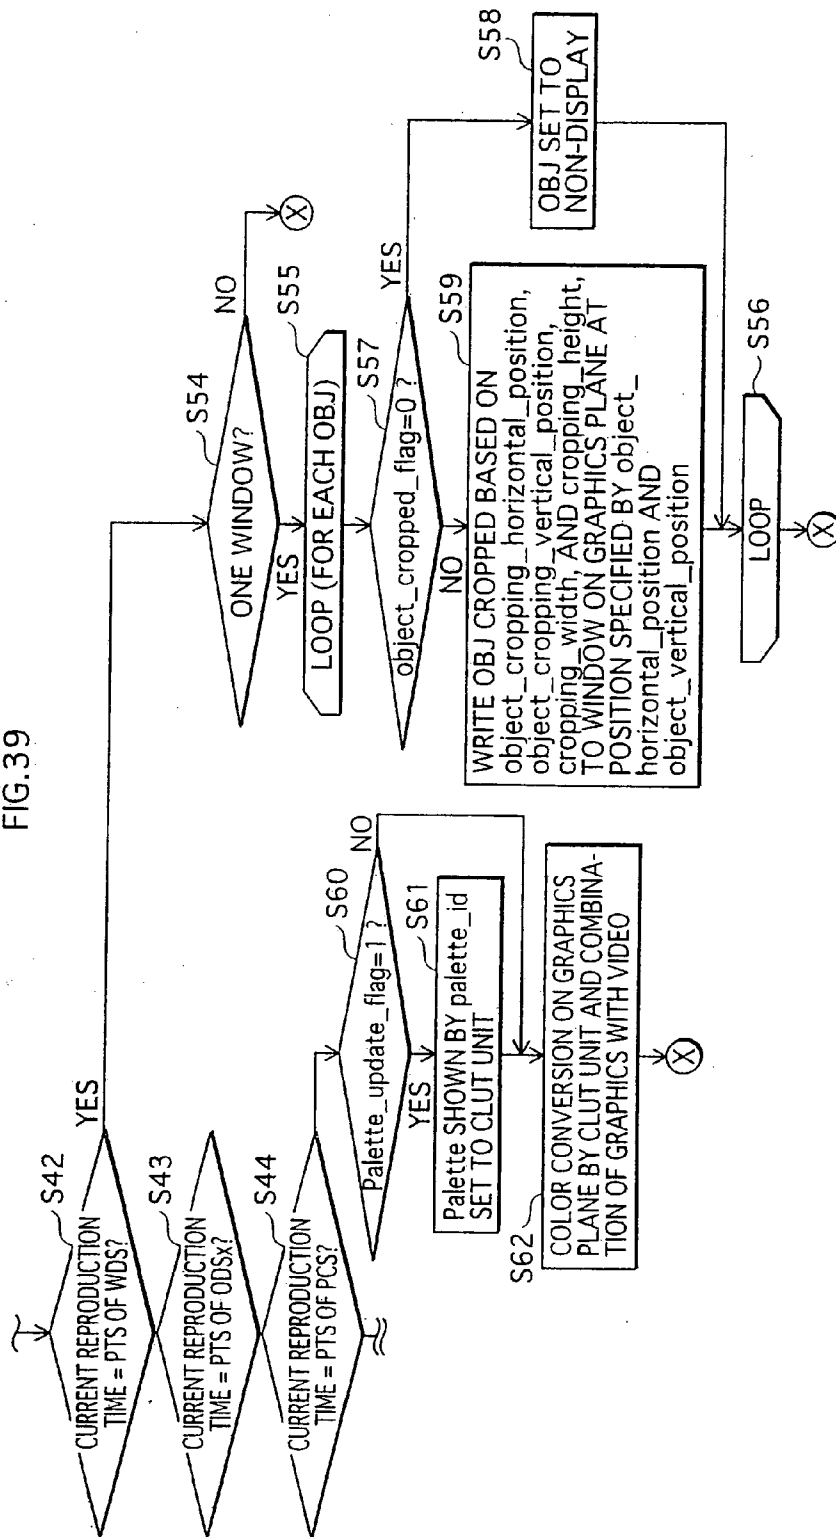 FIG.39
S42
CURRENT REPRODUCTION
TIME = PTS OF WDS?
YES
S43
CURRENT REPRODUCTION
TIME = PTS OF ODSx?
S44
CURRENT REPRODUCTION
TIME = PTS OF PCS?
S54
ONE WINDOW?
NO
X
YES
S55
LOOP (FOR EACH OBJ)
S57
object_cropped_flag=0 ?
YES
NO
S58
OBJ SET TO
NON-DISPLAY
S59
WRITE OBJ CROPPED BASED ON
object_cropping_horizontal_position,
object_cropping_vertical_position,
cropping_width, AND cropping_height,
TO WINDOW ON GRAPHICS PLANE AT
POSITION SPECIFIED BY object_
horizontal_position AND
object_vertical_position
S56
LOOP
X
S60
Palette_update_flag=1 ?
NO
YES
S61
Palette SHOWN BY palette_id
SET TO CLUT UNIT
S62
COLOR CONVERSION ON GRAPHICS
PLANE BY CLUT UNIT AND COMBINA-
TION OF GRAPHICS WITH VIDEO
X